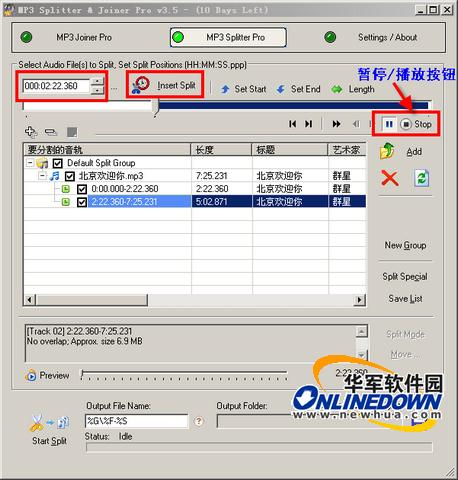 MP3 Splitter & Joiner Pro v3.5 - (10 Days Left)
MP3 Joiner Pro MP3 Splitter Pro Settings / About
Select Audio File(s) to Split, Set Split Positions (HH:MM:SS.ppp)
暂停/播放按钮
000:02:22.360 ... Insert Split Set Start Set End Length
Stop
要分割的音轨 长度 标题 艺术家
Default Split Group
北京欢迎你.mp3 7:25.231 北京欢迎你 群星
0:00.000-2:22.360 2:22.360 北京欢迎你 群星
2:22.360-7:25.231 5:02.871 北京欢迎你 群星
Add
New Group
Split Special
Save List
[Track 02] 2:22.360-7:25.231
No overlap; Approx. size 6.9 MB
Split Mode
Move ...
Preview 2:22.360
华军软件园
ONLINEDOWN
www.newhua.com
Output File Name: Output Folder:
%G\%F-%S
Start Split Status: Idle